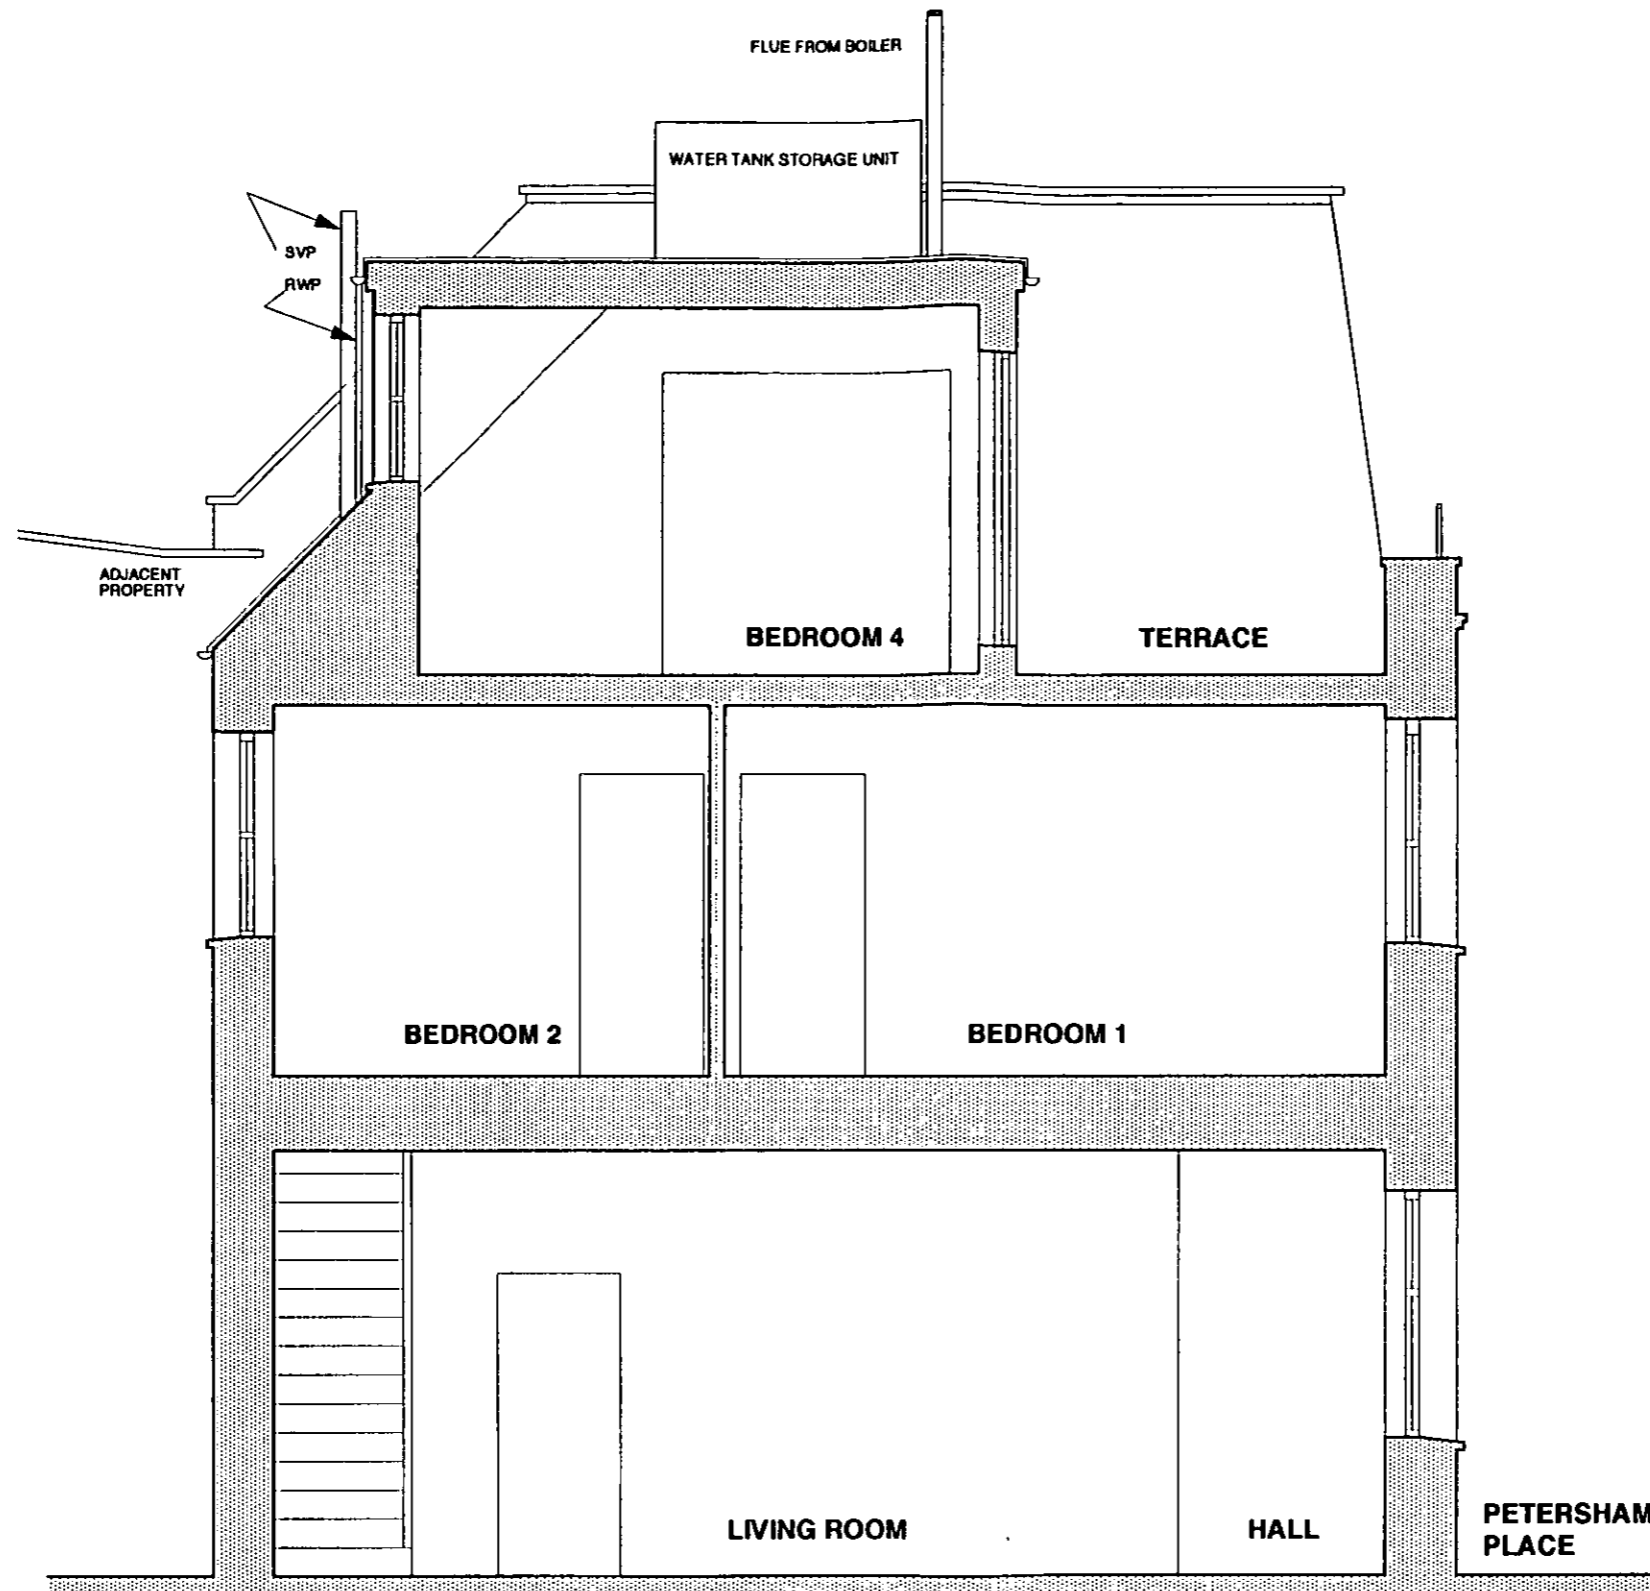 FLUE FROM BOILER
WATER TANK STORAGE UNIT
SVP
RWP
ADJACENT
PROPERTY
BEDROOM 4
TERRACE
BEDROOM 2
BEDROOM 1
LIVING ROOM
HALL
PETERSHAM
PLACE